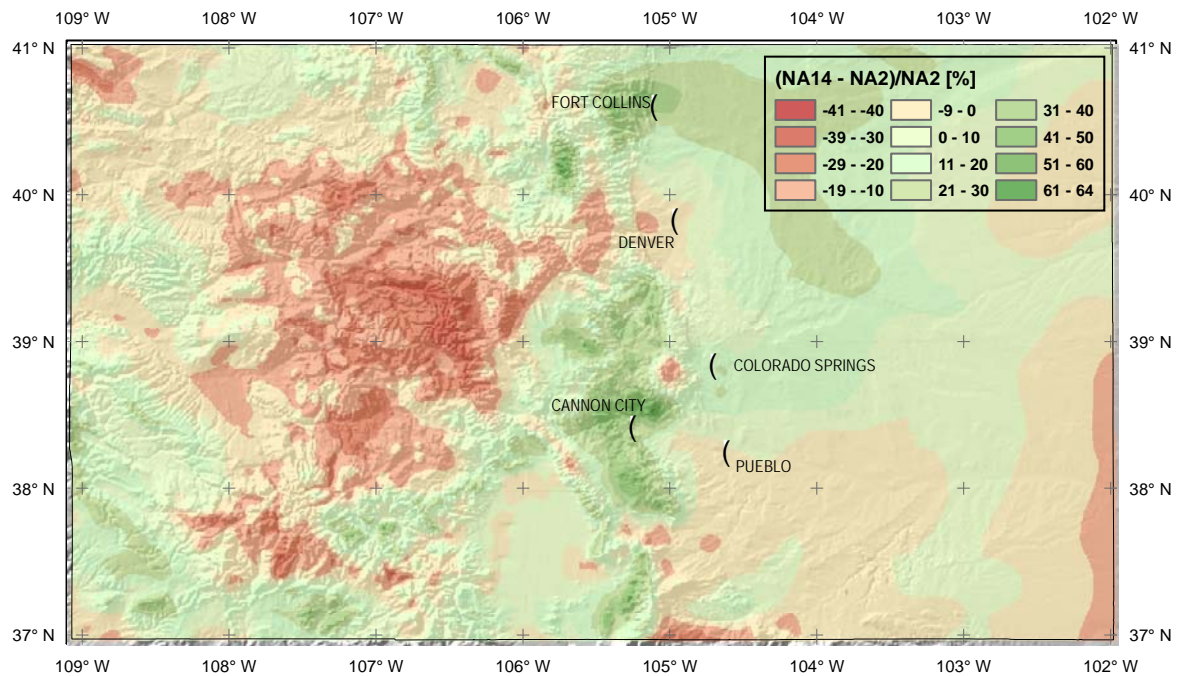 109° W 108° W 107° W 106° W 105° W 104° W 103° W 102° W
41° N 41° N
(NA14 - NA2)/NA2 [%]
-41 - -40 -9 - 0 31 - 40
-39 - -30 0 - 10 41 - 50
-29 - -20 11 - 20 51 - 60
-19 - -10 21 - 30 61 - 64
FORT COLLINS
40° N 40° N
DENVER
39° N 39° N
COLORADO SPRINGS
CANNON CITY
PUEBLO
38° N 38° N
37° N 37° N
109° W 108° W 107° W 106° W 105° W 104° W 103° W 102° W